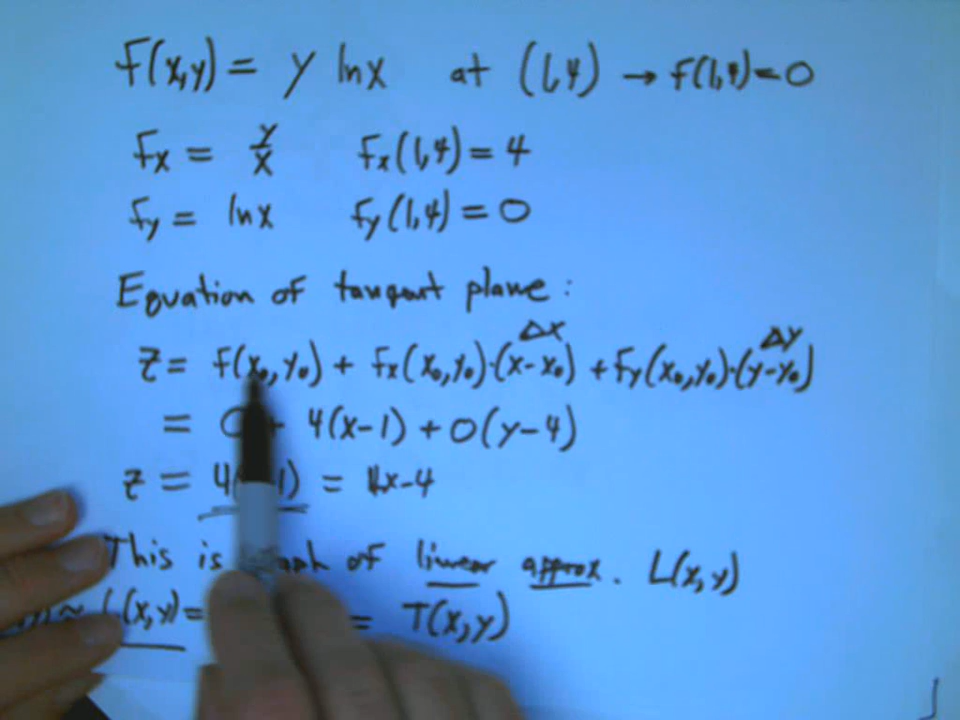 f(x,y) = y ln x at (1,4) → f(1,4) = 0
fx = y/x fx(1,4) = 4
fy = ln x fy(1,4) = 0
Equation of tangent plane:
Δx Δy
z = f(x₀,y₀) + fx(x₀,y₀)·(x-x₀) + fy(x₀,y₀)·(y-y₀)
= 0 + 4(x-1) + 0(y-4)
z = 4( 1) = 4x-4
This is of linear approx. L(x,y)
≈ L(x,y) = = T(x,y)